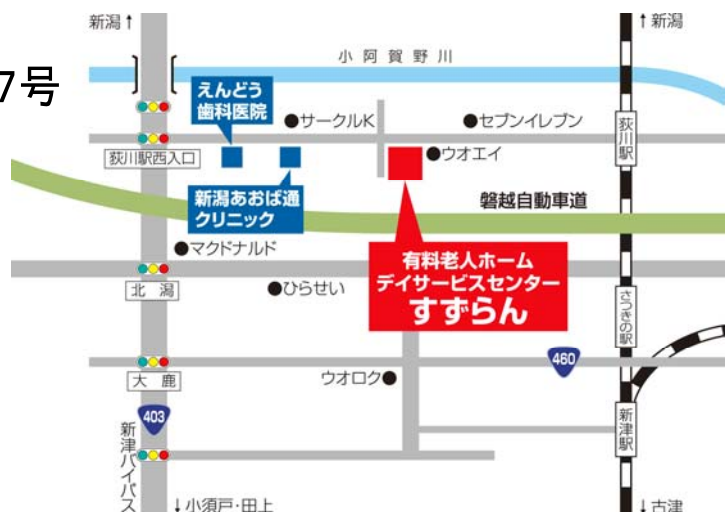 新潟↑
↑新潟
小阿賀野川
7号
えんどう
歯科医院
●サークルK
●セブンイレブン
荻川駅
荻川駅西入口
●ウオエイ
新潟あおば通
クリニック
磐越自動車道
●マクドナルド
有料老人ホーム
デイサービスセンター
すずらん
北潟
●ひらせい
さつきの駅
460
大鹿
ウオロク●
403
新津駅
新津バイパス
↓小須戸・田上
↓古津